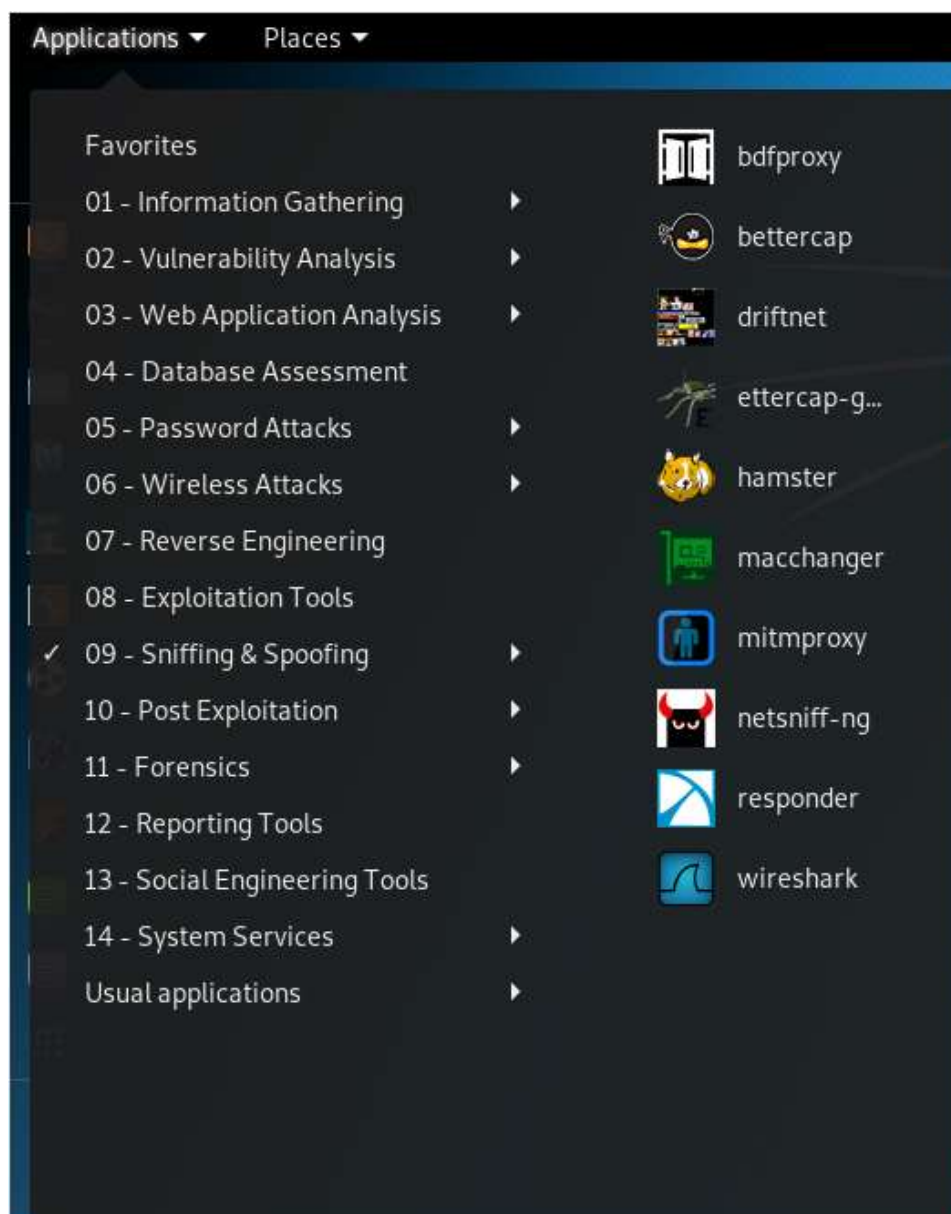 Applications Places
Favorites
01 - Information Gathering
02 - Vulnerability Analysis
03 - Web Application Analysis
04 - Database Assessment
05 - Password Attacks
06 - Wireless Attacks
07 - Reverse Engineering
08 - Exploitation Tools
✓ 09 - Sniffing & Spoofing
10 - Post Exploitation
11 - Forensics
12 - Reporting Tools
13 - Social Engineering Tools
14 - System Services
Usual applications
bdfproxy
bettercap
driftnet
ettercap-g...
hamster
macchanger
mitmproxy
netsniff-ng
responder
wireshark